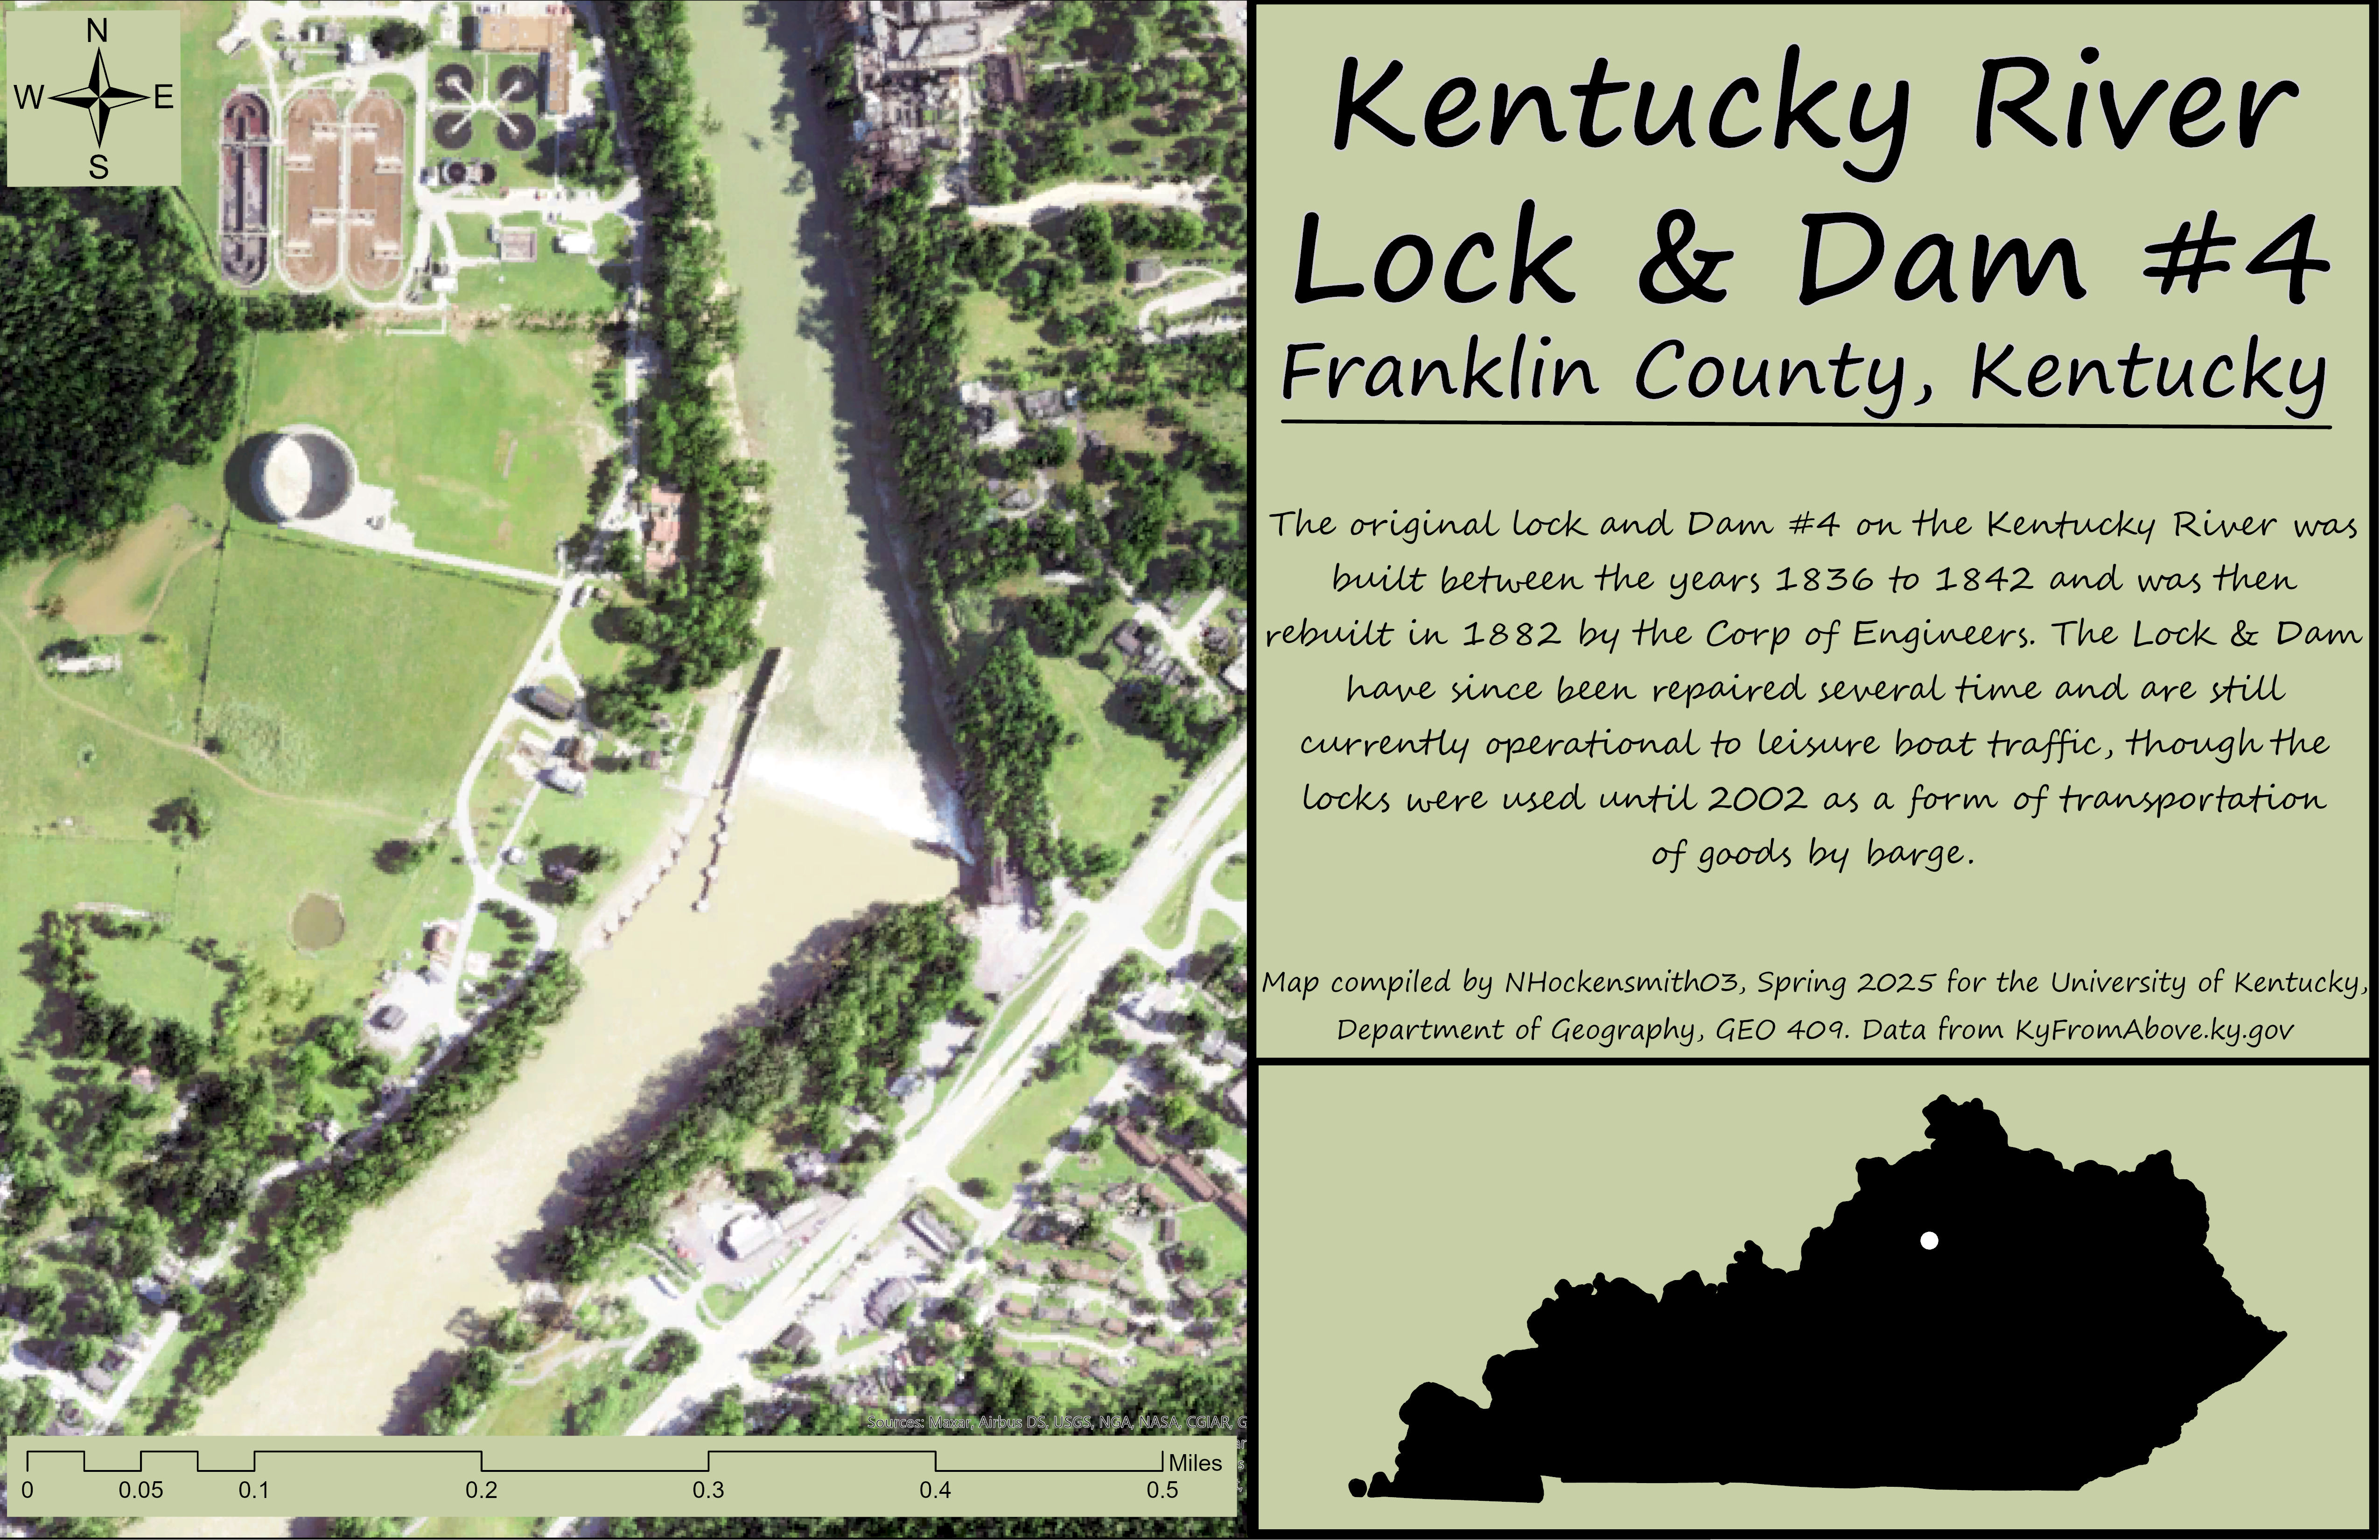 N
W E
S
Kentucky River
Lock & Dam #4
Franklin County, Kentucky
The original lock and Dam #4 on the Kentucky River was
built between the years 1836 to 1842 and was then
rebuilt in 1882 by the Corp of Engineers. The Lock & Dam
have since been repaired several time and are still
currently operational to leisure boat traffic, though the
locks were used until 2002 as a form of transportation
of goods by barge.
Map compiled by NHockensmith03, Spring 2025 for the University of Kentucky,
Department of Geography, GEO 409. Data from KyFromAbove.ky.gov
Sources: Maxar, Airbus DS, USGS, NGA, NASA, CGIAR,
Miles
0 0.05 0.1 0.2 0.3 0.4 0.5